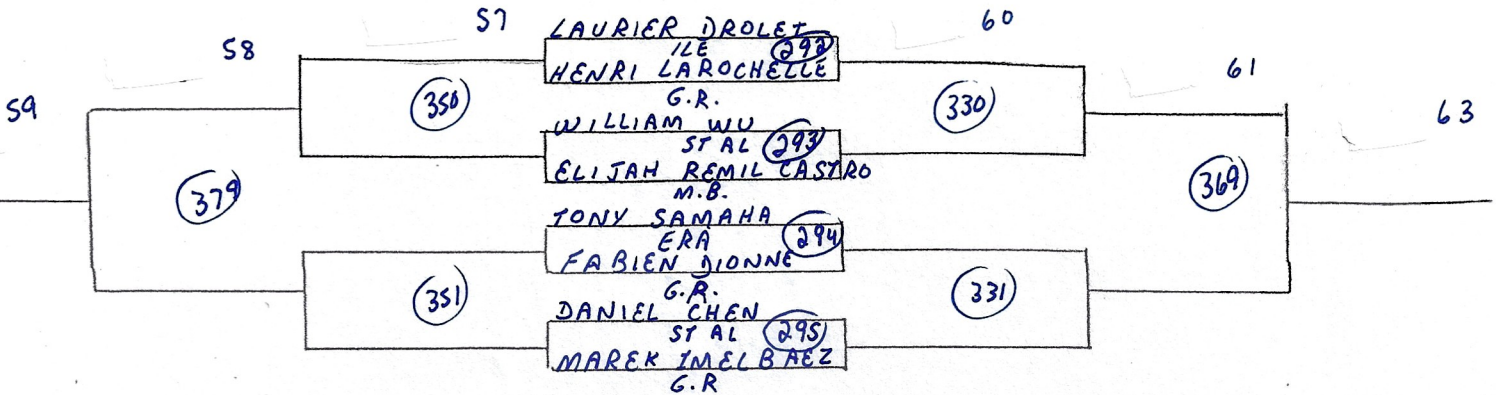 57
60
58
61
59
63
LAURIER DROLET
ILE 292
HENRI LAROCHELLE
G.R.
350
330
WILLIAM WU
ST AL 293
ELIJAH REMIL CASTRO
M.B.
379
369
TONY SAMAHA
ERA 294
FABIEN DIONNE
G.R.
351
331
DANIEL CHEN
ST AL 295
MAREK IMELBAEZ
G.R